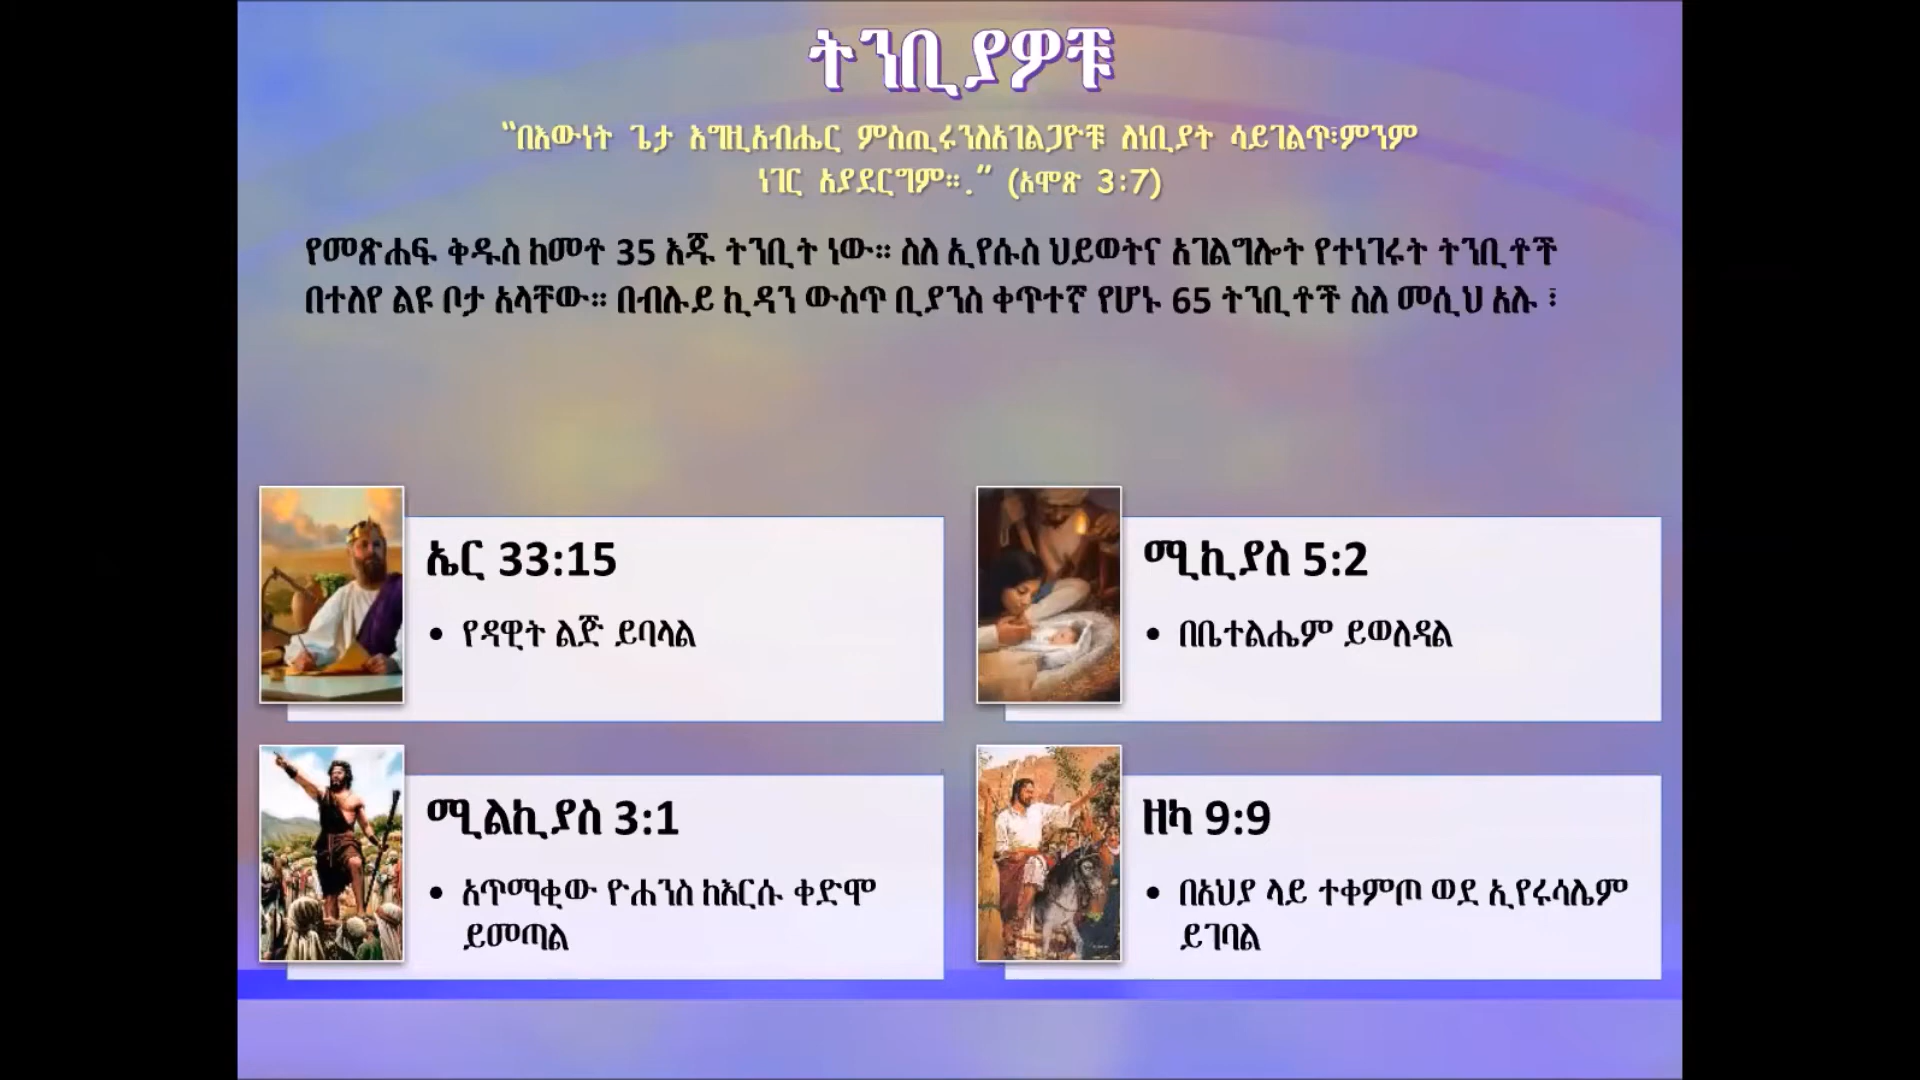 ትንቢያዎቹ
“በእውነት ጌታ እግዚአብሔር ምስጢሩንለአገልጋዮቹ ለነቢያት ሳይገልጥ፡ምንም
ነገር አያደርግም።.” (አሞጽ 3:7)
የመጽሐፍ ቅዱስ ከመቶ 35 እጁ ትንቢት ነው። ስለ ኢየሱስ ህይወትና አገልግሎት የተነገሩት ትንቢቶች
በተለየ ልዩ ቦታ አላቸው። በብሉይ ኪዳን ውስጥ ቢያንስ ቀጥተኛ የሆኑ 65 ትንቢቶች ስለ መሲህ አሉ ፤
ኤር 33:15
• የዳዊት ልጅ ይባላል
ሚኪያስ 5:2
• በቤተልሔም ይወለዳል
ሚልኪያስ 3:1
• አጥማቂው ዮሐንስ ከእርሱ ቀድሞ
ይመጣል
ዘካ 9:9
• በአህያ ላይ ተቀምጦ ወደ ኢየሩሳሌም
ይገባል